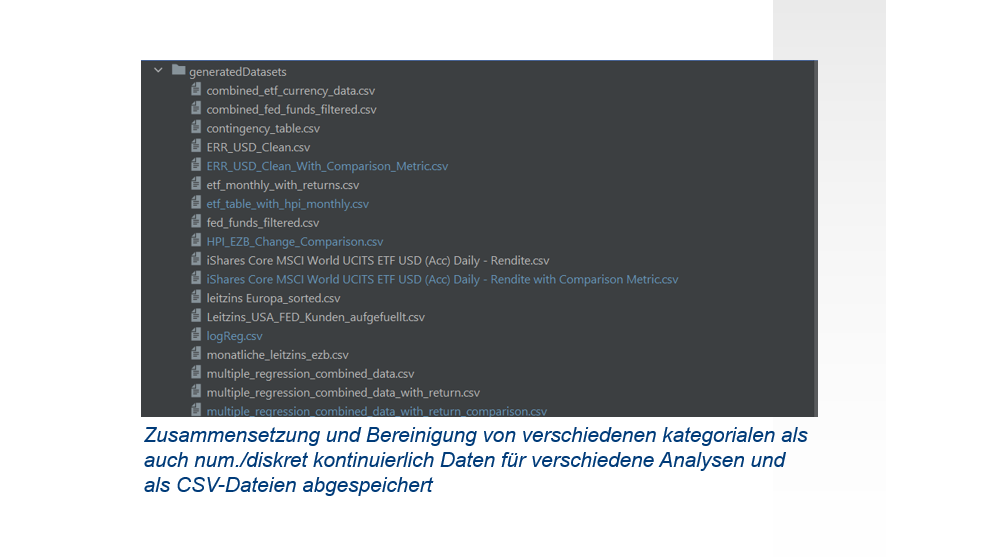 generatedDatasets
combined_etf_currency_data.csv
combined_fed_funds_filtered.csv
contingency_table.csv
ERR_USD_Clean.csv
ERR_USD_Clean_With_Comparison_Metric.csv
etf_monthly_with_returns.csv
etf_table_with_hpi_monthly.csv
fed_funds_filtered.csv
HPI_EZB_Change_Comparison.csv
iShares Core MSCI World UCITS ETF USD (Acc) Daily - Rendite.csv
iShares Core MSCI World UCITS ETF USD (Acc) Daily - Rendite with Comparison Metric.csv
leitzins Europa_sorted.csv
Leitzins_USA_FED_Kunden_aufgefuellt.csv
logReg.csv
monatliche_leitzins_ezb.csv
multiple_regression_combined_data.csv
multiple_regression_combined_data_with_return.csv
multiple_regression_combined_data_with_return_comparison.csv
Zusammensetzung und Bereinigung von verschiedenen kategorialen als
auch num./diskret kontinuierlich Daten für verschiedene Analysen und
als CSV-Dateien abgespeichert